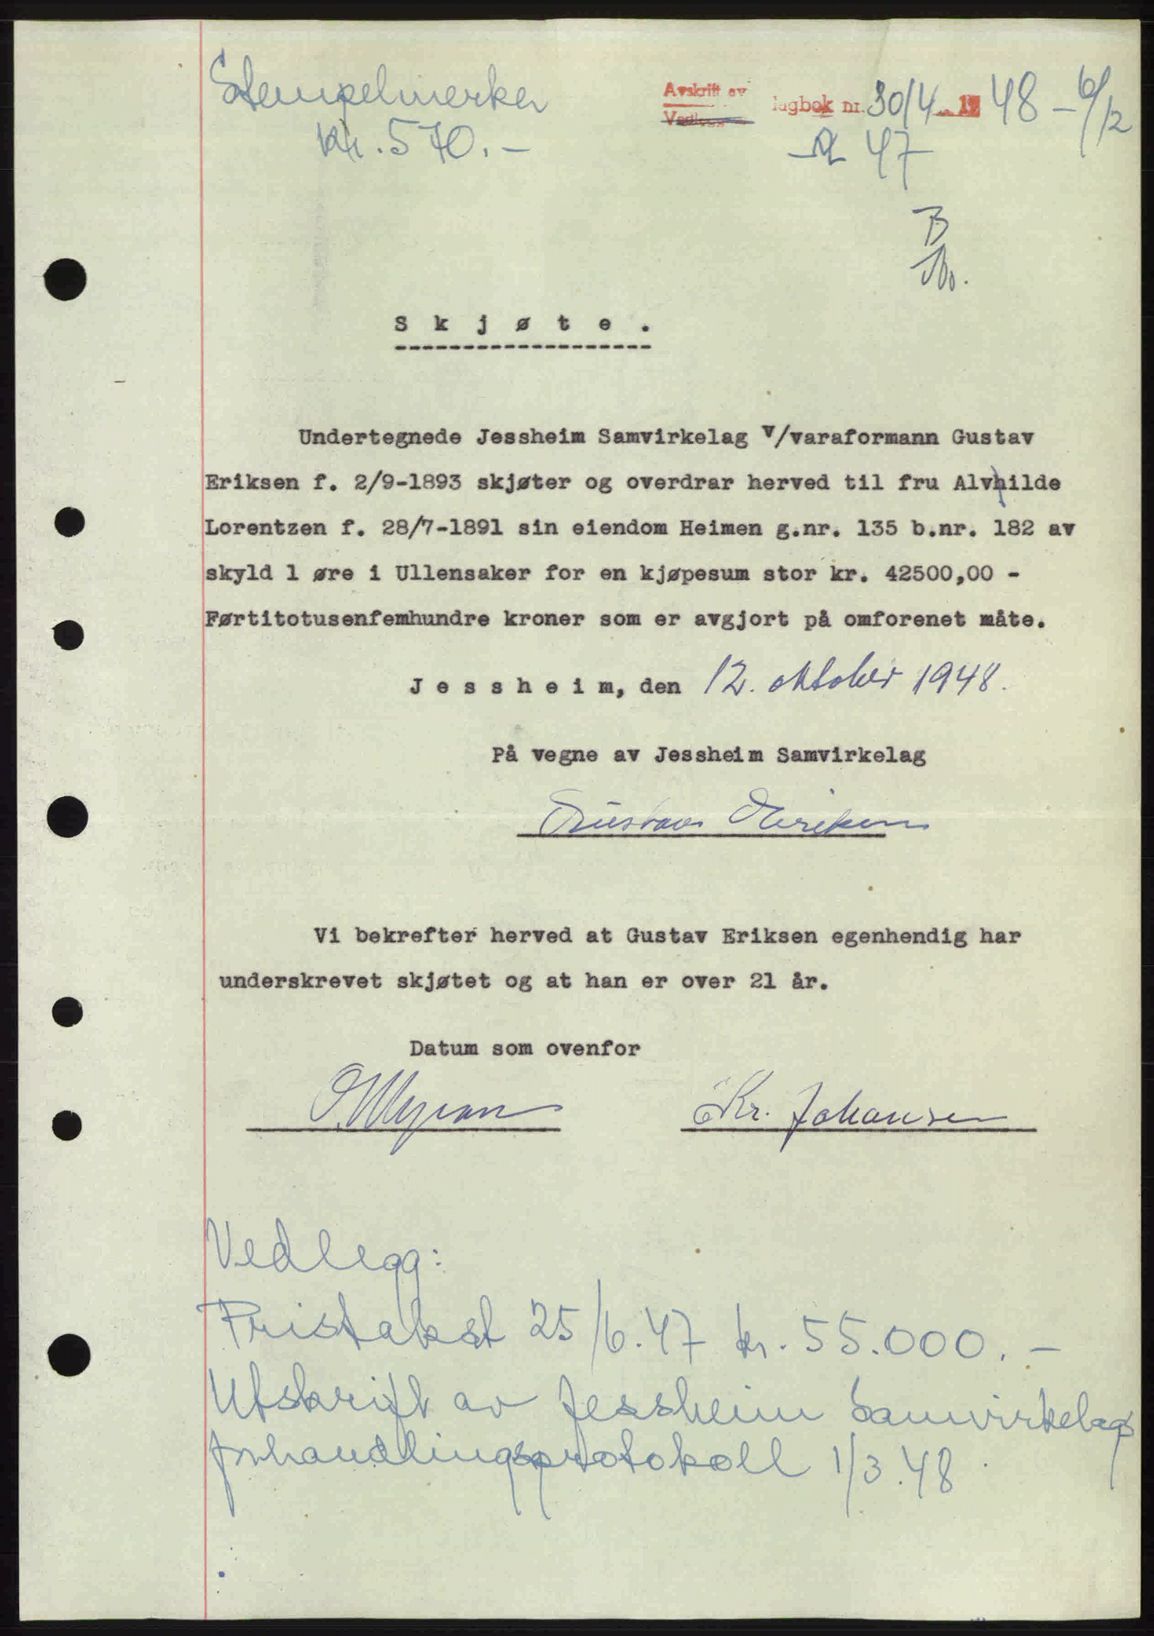 Stempelmerker
kr. 570.-
Avskrift av
Vedlegg
dagbok nr. 3014 19 48 - 6/12
A 47
B
S k j ø t e .
Undertegnede Jessheim Samvirkelag v/varaformann Gustav
Eriksen f. 2/9-1893 skjøter og overdrar herved til fru Alvhilde
Lorentzen f. 28/7-1891 sin eiendom Heimen g.nr. 135 b.nr. 182 av
skyld 1 øre i Ullensaker for en kjøpesum stor kr. 42500,00 -
Førtitotusenfemhundre kroner som er avgjort på omforenet måte.
J e s s h e i m, den 12. oktober 1948.
På vegne av Jessheim Samvirkelag
Gustav Eriksen
Vi bekrefter herved at Gustav Eriksen egenhendig har
underskrevet skjøtet og at han er over 21 år.
Datum som ovenfor
O. Myran Kr. Johansen
Vedlegg:
Pristakst 25/6.47 kr. 55.000.-
Utskrift av Jessheim Samvirkelags
forhandlingsprotokoll 1/3.48